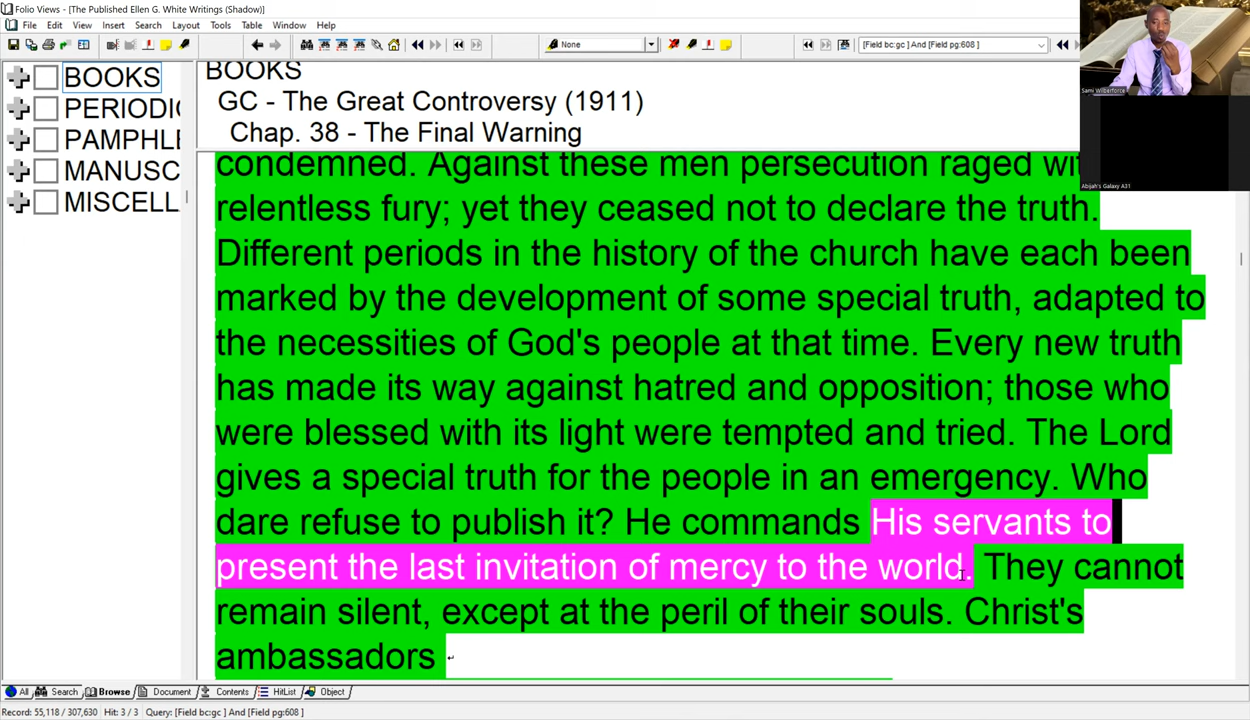 Folio Views - [The Published Ellen G. White Writings (Shadow)]
File Edit View Insert Search Layout Tools Table Window Help
None
[Field bc:gc ] And [Field pg:608 ]
BOOKS
PERIODI
PAMPHLE
MANUSC
MISCELL
BOOKS
GC - The Great Controversy (1911)
Chap. 38 - The Final Warning
condemned. Against these men persecution raged wit
relentless fury; yet they ceased not to declare the truth.
Different periods in the history of the church have each been
marked by the development of some special truth, adapted to
the necessities of God's people at that time. Every new truth
has made its way against hatred and opposition; those who
were blessed with its light were tempted and tried. The Lord
gives a special truth for the people in an emergency. Who
dare refuse to publish it? He commands His servants to
present the last invitation of mercy to the world. They cannot
remain silent, except at the peril of their souls. Christ's
ambassadors
Sami Wilberforce
Abijah's Galaxy A31
All Search Browse Document Contents HitList Object
Record: 55,118 / 307,630 Hit: 3 / 3 Query: [Field bc:gc ] And [Field pg:608 ]